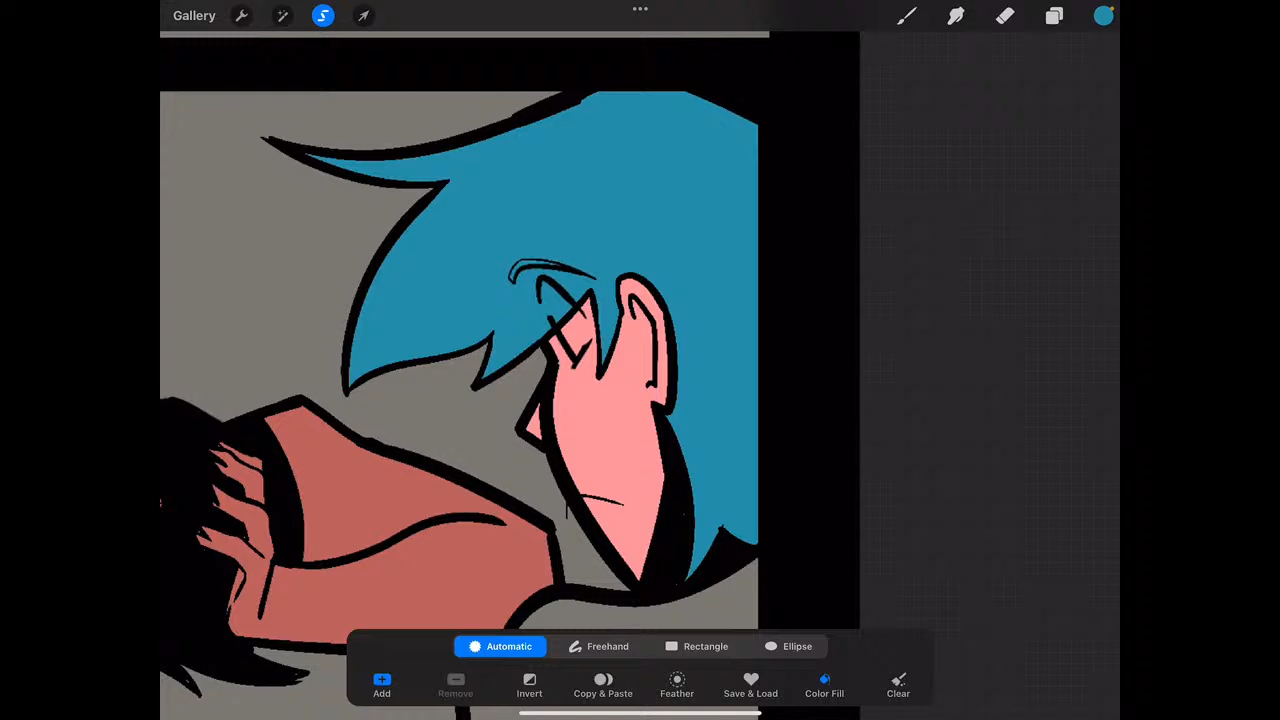 Gallery
Automatic Freehand Rectangle Ellipse
Add Remove Invert Copy & Paste Feather Save & Load Color Fill Clear